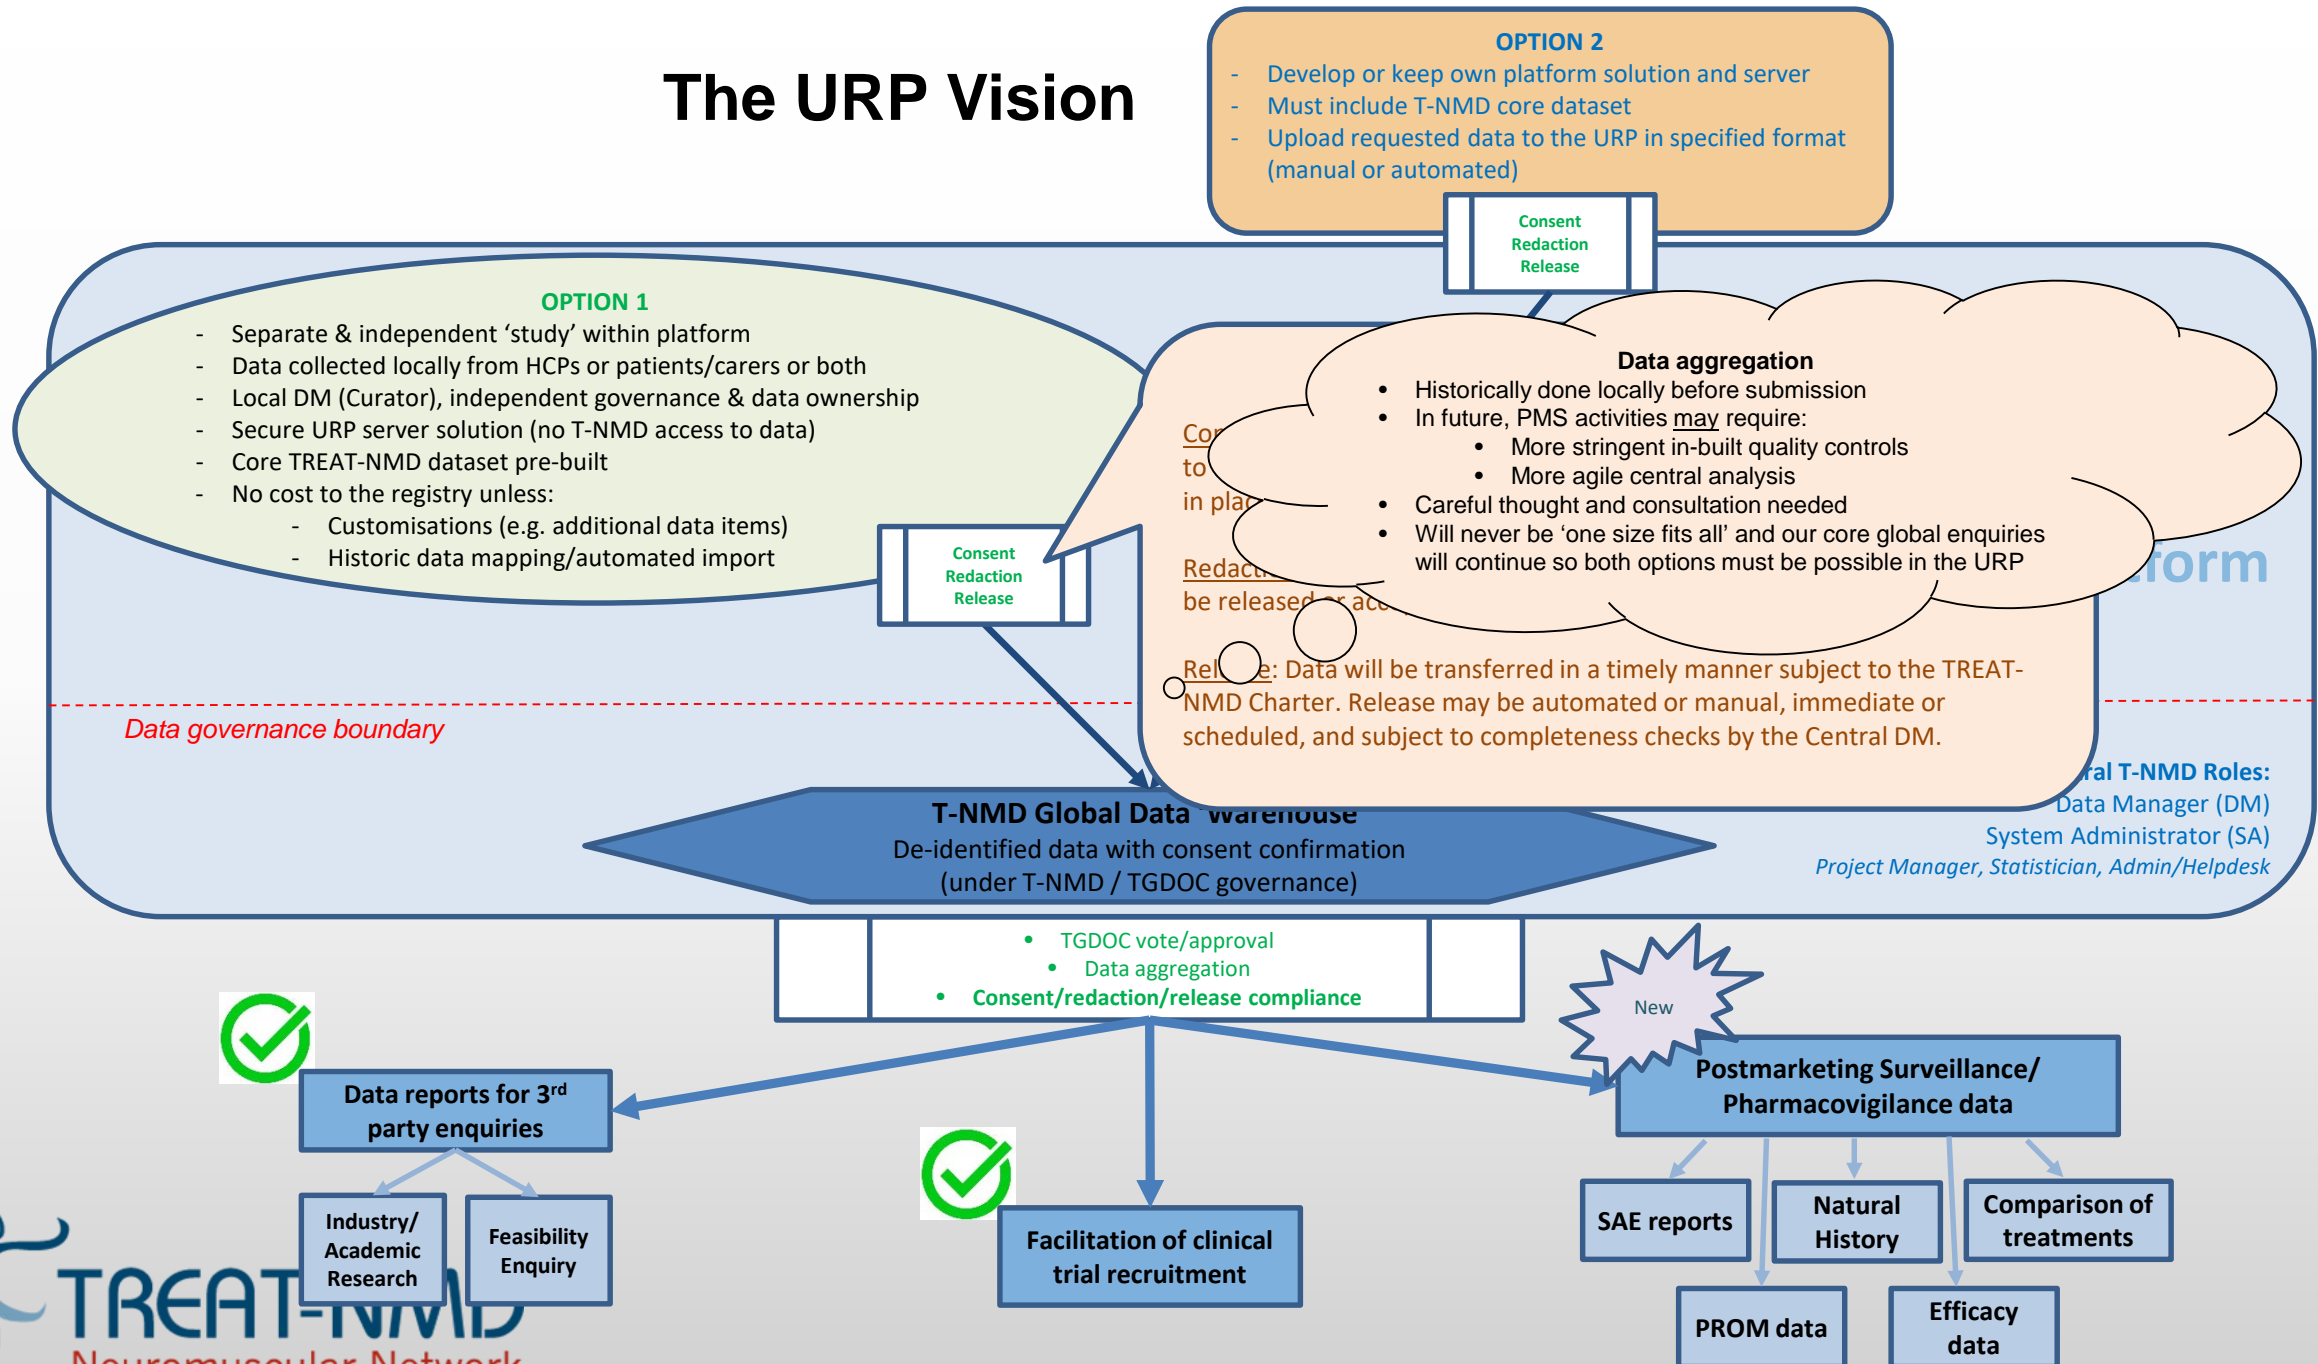 The URP Vision
OPTION 2
- Develop or keep own platform solution and server
- Must include T-NMD core dataset
- Upload requested data to the URP in specified format
(manual or automated)
Consent
Redaction
Release
OPTION 1
- Separate & independent ‘study’ within platform
- Data collected locally from HCPs or patients/carers or both
- Local DM (Curator), independent governance & data ownership
- Secure URP server solution (no T-NMD access to data)
- Core TREAT-NMD dataset pre-built
- No cost to the registry unless:
- Customisations (e.g. additional data items)
- Historic data mapping/automated import
Consent
Redaction
Release
Data aggregation
• Historically done locally before submission
• In future, PMS activities may require:
• More stringent in-built quality controls
• More agile central analysis
• Careful thought and consultation needed
• Will never be ‘one size fits all’ and our core global enquiries
will continue so both options must be possible in the URP
to
in place
be released or
Release: Data will be transferred in a timely manner subject to the TREAT-
NMD Charter. Release may be automated or manual, immediate or
scheduled, and subject to completeness checks by the Central DM.
Data governance boundary
T-NMD Roles:
Data Manager (DM)
System Administrator (SA)
Project Manager, Statistician, Admin/Helpdesk
T-NMD Global Data ‘Warehouse
De-identified data with consent confirmation
(under T-NMD / TGDOC governance)
• TGDOC vote/approval
• Data aggregation
• Consent/redaction/release compliance
New
Data reports for 3rd
party enquiries
Industry/
Academic
Research
Feasibility
Enquiry
Facilitation of clinical
trial recruitment
Postmarketing Surveillance/
Pharmacovigilance data
SAE reports
Natural
History
Comparison of
treatments
PROM data
Efficacy
data
TREAT-NMD
Neuromuscular Network